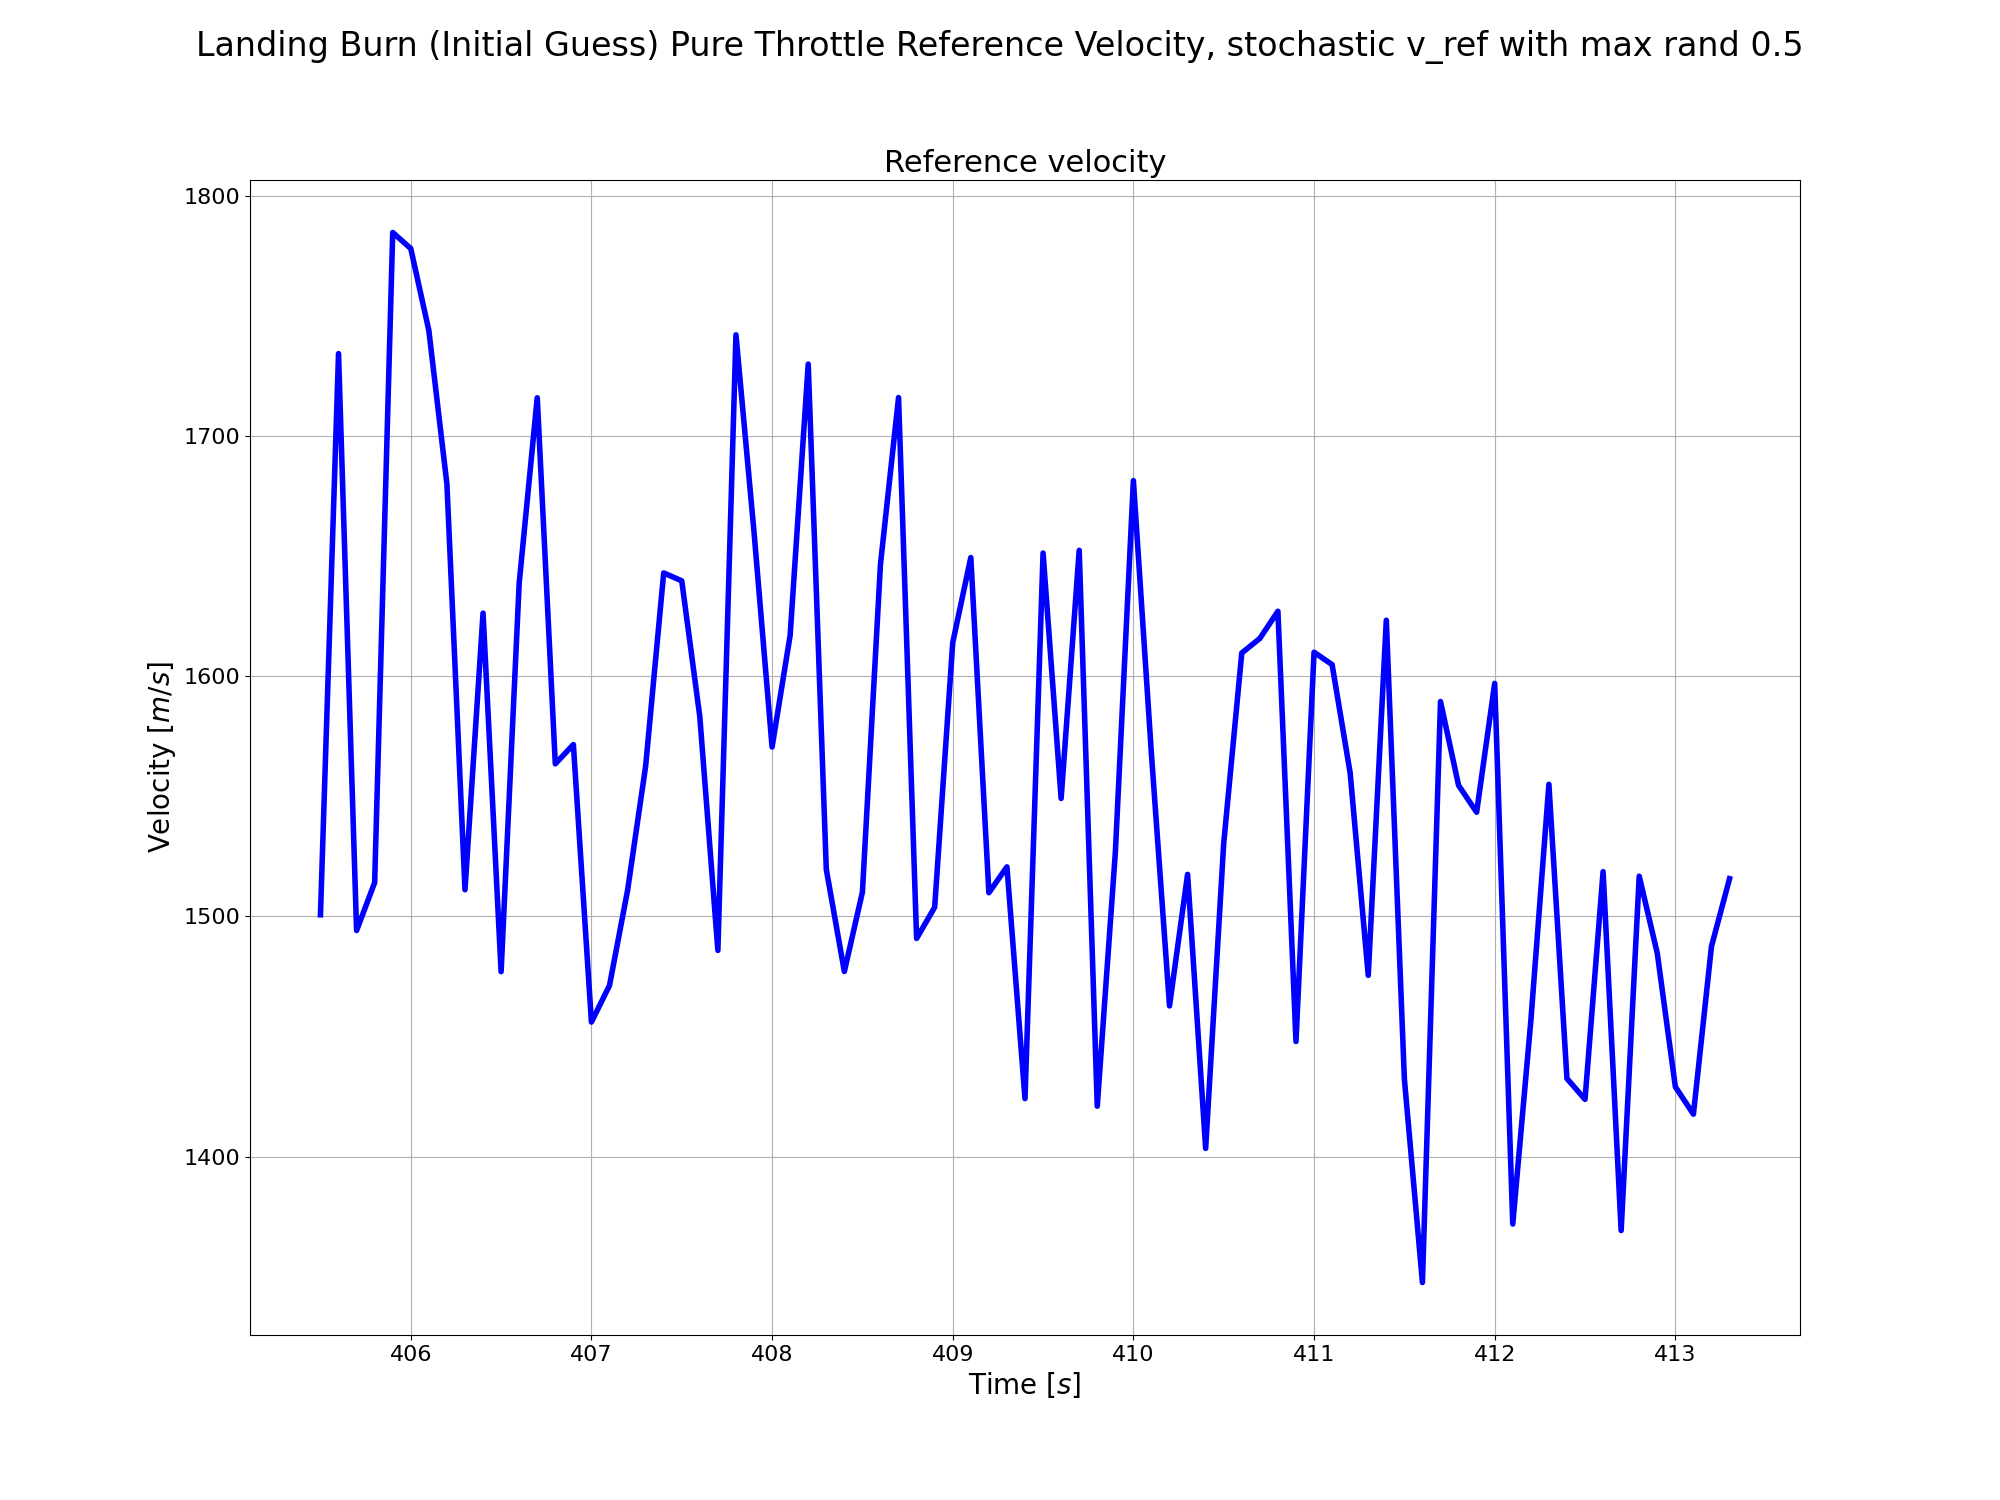 Landing Burn (Initial Guess) Pure Throttle Reference Velocity, stochastic v_ref with max rand 0.5
Reference velocity
1800
1700
1600
1500
1400
Velocity [m/s]
406 407 408 409 410 411 412 413
Time [s]